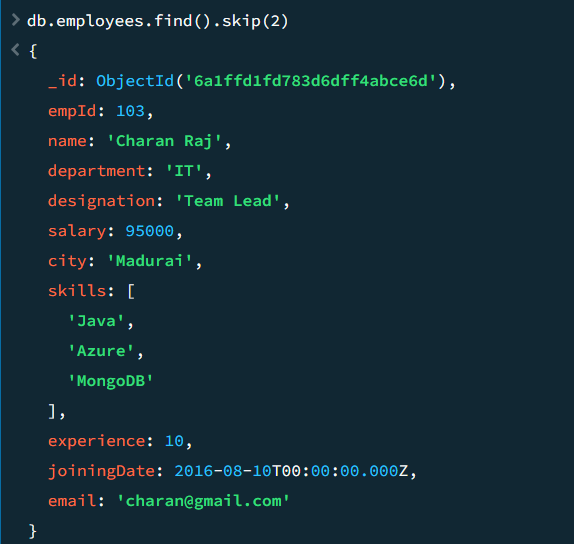 > db.employees.find().skip(2)
< {
_id: ObjectId('6a1ffd1fd783d6dff4abce6d'),
empId: 103,
name: 'Charan Raj',
department: 'IT',
designation: 'Team Lead',
salary: 95000,
city: 'Madurai',
skills: [
'Java',
'Azure',
'MongoDB'
],
experience: 10,
joiningDate: 2016-08-10T00:00:00.000Z,
email: 'charan@gmail.com'
}